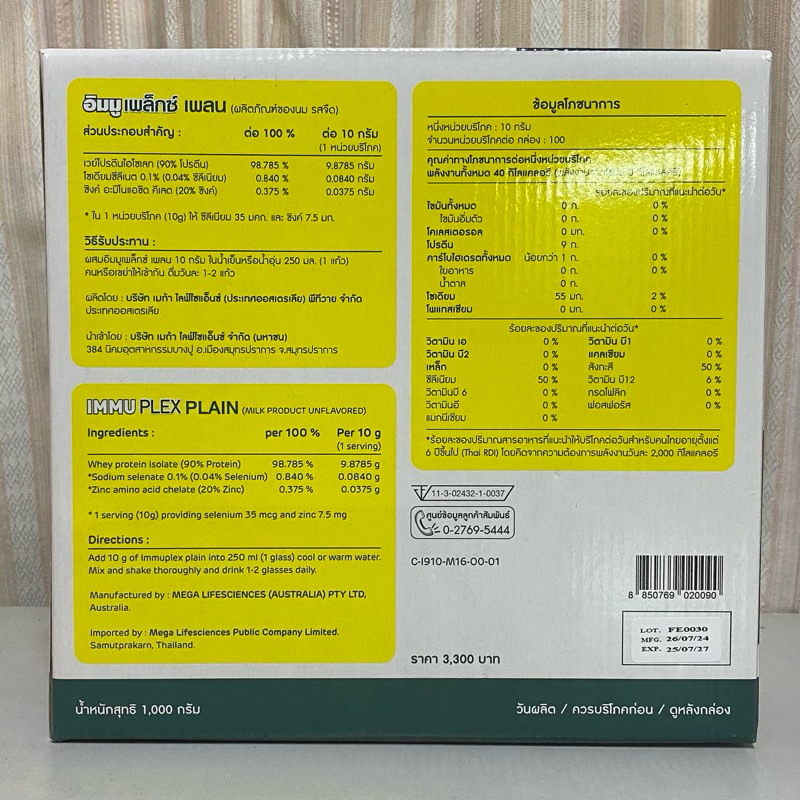 อิมมูเพล็กซ์ เพลน (ผลิตภัณฑ์ของนม รสจืด)
ส่วนประกอบสำคัญ : ต่อ 100 % ต่อ 10 กรัม
(1 หน่วยบริโภค)
เวย์โปรตีนไอโซเลท (90% โปรตีน) 98.785 % 9.8785 กรัม
โซเดียมซีลีเนต 0.1% (0.04% ซีลีเนียม) 0.840 % 0.0840 กรัม
ซิงค์ อะมิโนแอซิด คีเลต (20% ซิงค์) 0.375 % 0.0375 กรัม
* ใน 1 หน่วยบริโภค (10g) ให้ ซีลีเนียม 35 มคก. และ ซิงค์ 7.5 มก.
วิธีรับประทาน :
ผสมอิมมูเพล็กซ์ เพลน 10 กรัม ในน้ำเย็นหรือน้ำอุ่น 250 มล. (1 แก้ว)
คนหรือเขย่าให้เข้ากัน ดื่มวันละ 1-2 แก้ว
ผลิตโดย : บริษัท เมก้า ไลฟ์ไซแอ็นซ์ (ประเทศออสเตรเลีย) พีทีวาย จำกัด
ประเทศออสเตรเลีย
นำเข้าโดย : บริษัท เมก้า ไลฟ์ไซแอ็นซ์ จำกัด (มหาชน)
384 นิคมอุตสาหกรรมบางปู อ.เมืองสมุทรปราการ จ.สมุทรปราการ
IMMUPLEX PLAIN (MILK PRODUCT UNFLAVORED)
Ingredients : per 100 % Per 10 g
(1 serving)
Whey protein isolate (90% Protein) 98.785 % 9.8785 g
*Sodium selenate 0.1% (0.04% Selenium) 0.840 % 0.0840 g
*Zinc amino acid chelate (20% Zinc) 0.375 % 0.0375 g
* 1 serving (10g) providing selenium 35 mcg and zinc 7.5 mg
Directions :
Add 10 g of Immuplex plain into 250 ml (1 glass) cool or warm water.
Mix and shake thoroughly and drink 1-2 glasses daily.
Manufactured by : MEGA LIFESCIENCES (AUSTRALIA) PTY LTD,
Australia.
Imported by : Mega Lifesciences Public Company Limited.
Samutprakarn, Thailand.
ข้อมูลโภชนาการ
หนึ่งหน่วยบริโภค : 10 กรัม
จำนวนหน่วยบริโภคต่อ กล่อง : 100
คุณค่าทางโภชนาการต่อหนึ่งหน่วยบริโภค
พลังงานทั้งหมด 40 กิโลแคลอรี
ร้อยละของปริมาณที่แนะนำต่อวัน*
ไขมันทั้งหมด 0 ก. 0 %
ไขมันอิ่มตัว 0 ก. 0 %
โคเลสเตอรอล 0 มก. 0 %
โปรตีน 9 ก.
คาร์โบไฮเดรตทั้งหมด น้อยกว่า 1 ก. 0 %
ใยอาหาร 0 ก. 0 %
น้ำตาล 0 ก.
โซเดียม 55 มก. 2 %
โพแทสเซียม 0 มก. 0 %
ร้อยละของปริมาณที่แนะนำต่อวัน*
วิตามิน เอ 0 % วิตามิน บี1 0 %
วิตามิน บี2 0 % แคลเซียม 0 %
เหล็ก 0 % สังกะสี 50 %
ซีลีเนียม 50 % วิตามิน บี12 6 %
วิตามินบี 6 0 % กรดโฟลิก 0 %
วิตามินอี 0 % ฟอสฟอรัส 0 %
แมกนีเซียม 0 %
*ร้อยละของปริมาณสารอาหารที่แนะนำให้บริโภคต่อวันสำหรับคนไทยอายุตั้งแต่
6 ปีขึ้นไป (Thai RDI) โดยคิดจากความต้องการพลังงานวันละ 2,000 กิโลแคลอรี
11-3-02432-1-0037
ศูนย์ข้อมูลลูกค้าสัมพันธ์
0-2769-5444
C-I910-M16-00-01
8 850769 020090
LOT. FE0030
MFG. 26/07/24
EXP. 25/07/27
ราคา 3,300 บาท
น้ำหนักสุทธิ 1,000 กรัม วันผลิต / ควรบริโภคก่อน / ดูหลังกล่อง